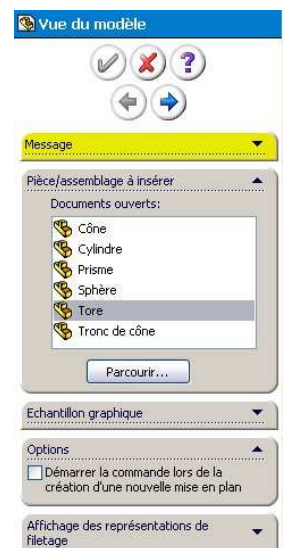 Vue du modèle
?
Message
Pièce/assemblage à insérer
Documents ouverts:
Cône
Cylindre
Prisme
Sphère
Tore
Tronc de cône
Parcourir...
Echantillon graphique
Options
Démarrer la commande lors de la
création d'une nouvelle mise en plan
Affichage des représentations de
filetage